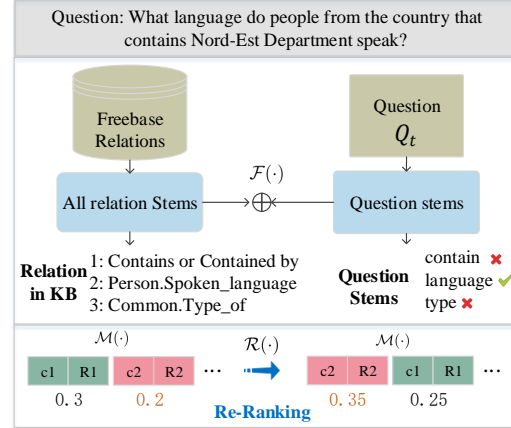 Question: What language do people from the country that
contains Nord-Est Department speak?
Freebase
Relations
Question
Q_t
F(·)
All relation Stems
⊕
Question stems
Relation
in KB
1: Contains or Contained by
2: Person.Spoken_language
3: Common.Type_of
Question
Stems
contain ✖
language ✔
type ✖
M(·)
R(·)
M(·)
c1 R1 c2 R2 ···
c2 R2 c1 R1 ···
0.3 0.2
0.35 0.25
Re-Ranking